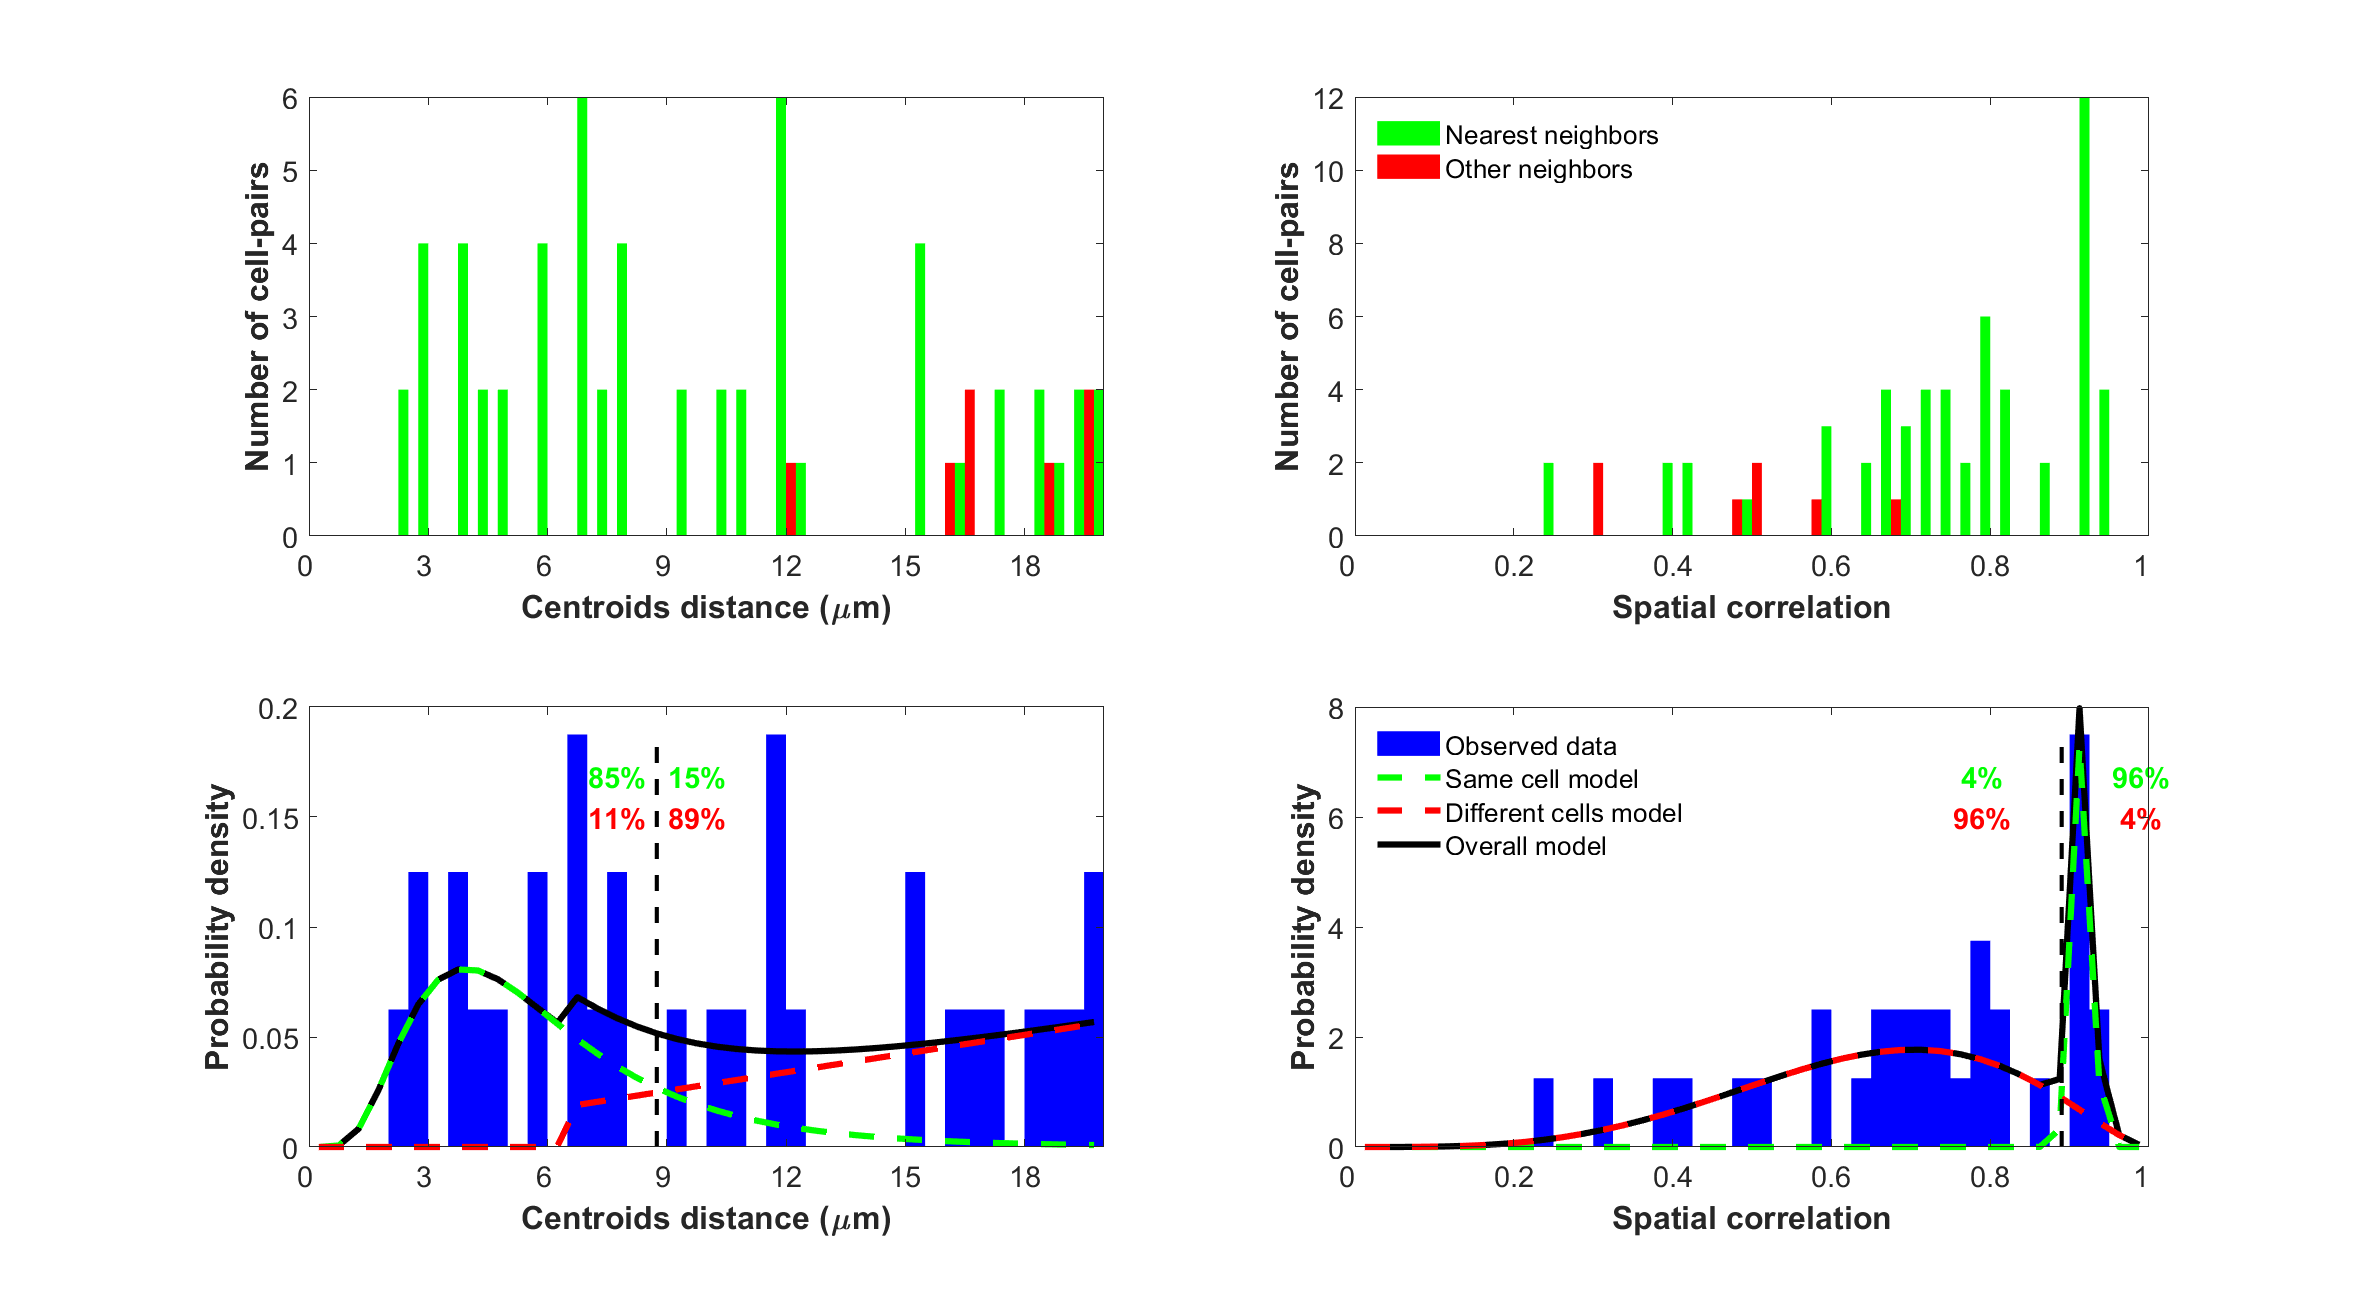 6
5
4
3
2
1
0
0 3 6 9 12 15 18
Number of cell-pairs
Centroids distance (μm)
12
10
8
6
4
2
0
0 0.2 0.4 0.6 0.8 1
Number of cell-pairs
Spatial correlation
Nearest neighbors
Other neighbors
0.2
0.15
0.1
0.05
0
0 3 6 9 12 15 18
Probability density
Centroids distance (μm)
85% 15%
11% 89%
8
6
4
2
0
0 0.2 0.4 0.6 0.8 1
Probability density
Spatial correlation
Observed data
Same cell model
Different cells model
Overall model
4% 96%
96% 4%